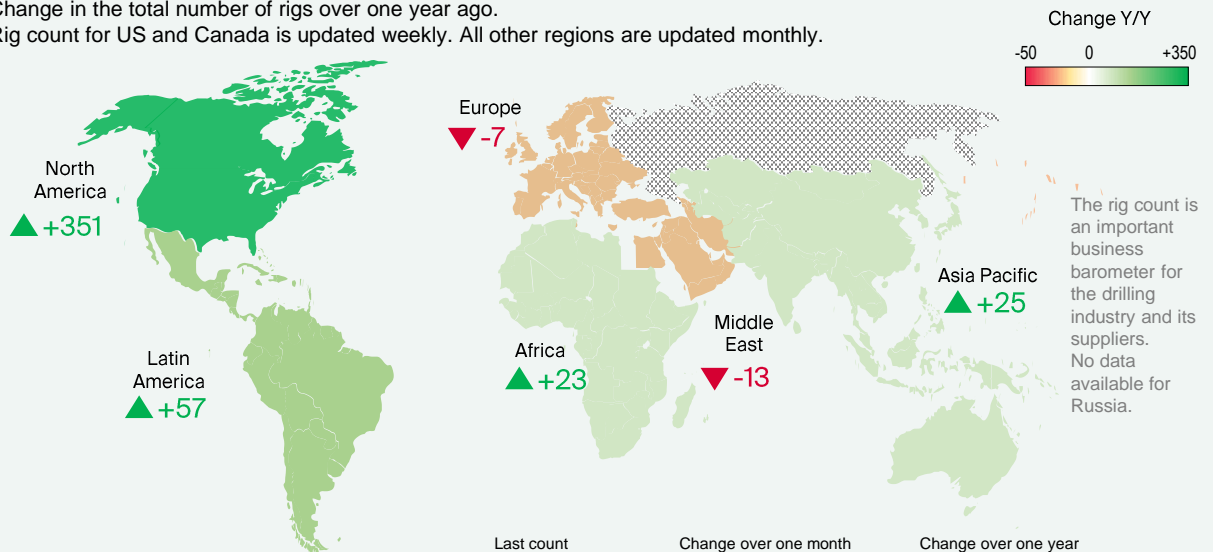 Change in the total number of rigs over one year ago.
Rig count for US and Canada is updated weekly. All other regions are updated monthly.
Change Y/Y
-50 0 +350
Europe
-7
North
America
+351
The rig count is
an important
business
barometer for
the drilling
industry and its
suppliers.
No data
available for
Russia.
Asia Pacific
+25
Middle
East
-13
Africa
+23
Latin
America
+57
Last count Change over one month Change over one year